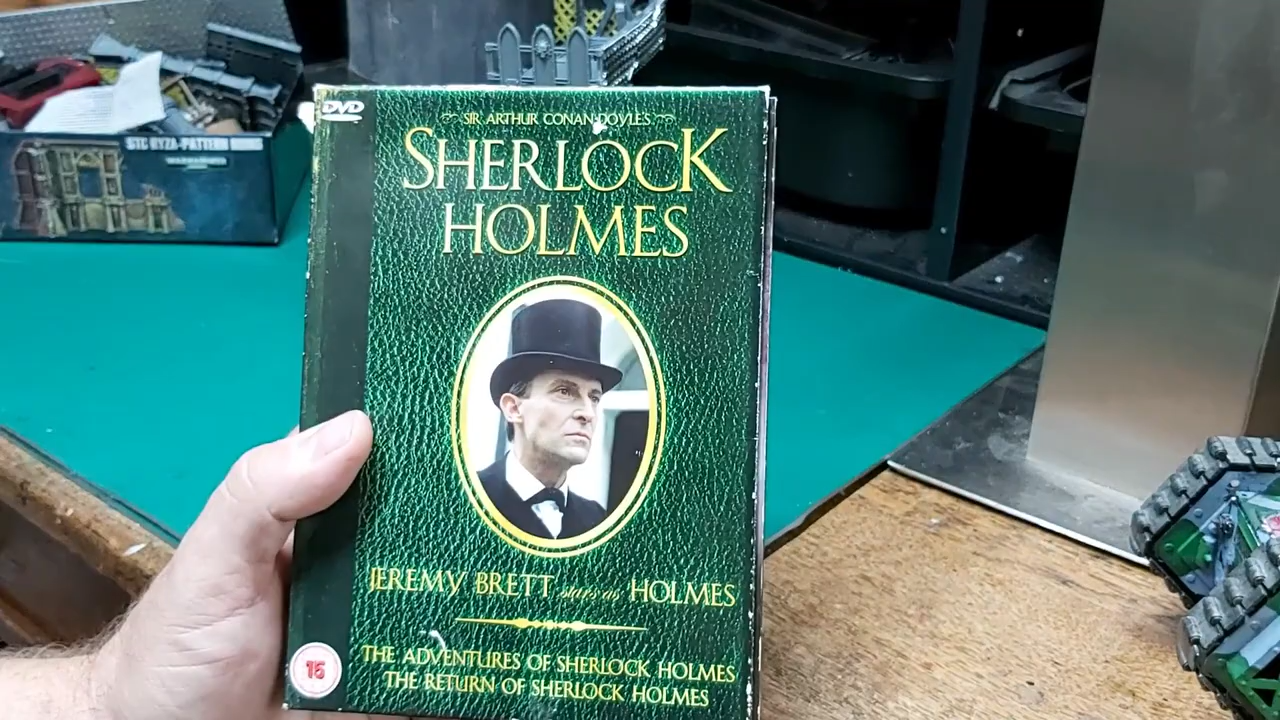 DVD
SIR ARTHUR CONAN DOYLE'S
SHERLOCK
HOLMES
JEREMY BRETT stars as HOLMES
THE ADVENTURES OF SHERLOCK HOLMES
THE RETURN OF SHERLOCK HOLMES
15
STC RYZA-PATTERN RUINS